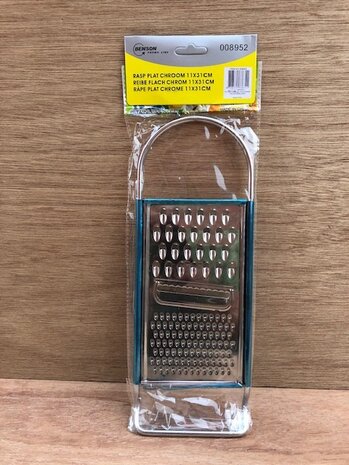 BENSON
008952
RASP PLAT CHROOM 11X31CM
REIBE FLACH CHROM 11X31CM
RÂPE PLAT CHROME 11X31CM